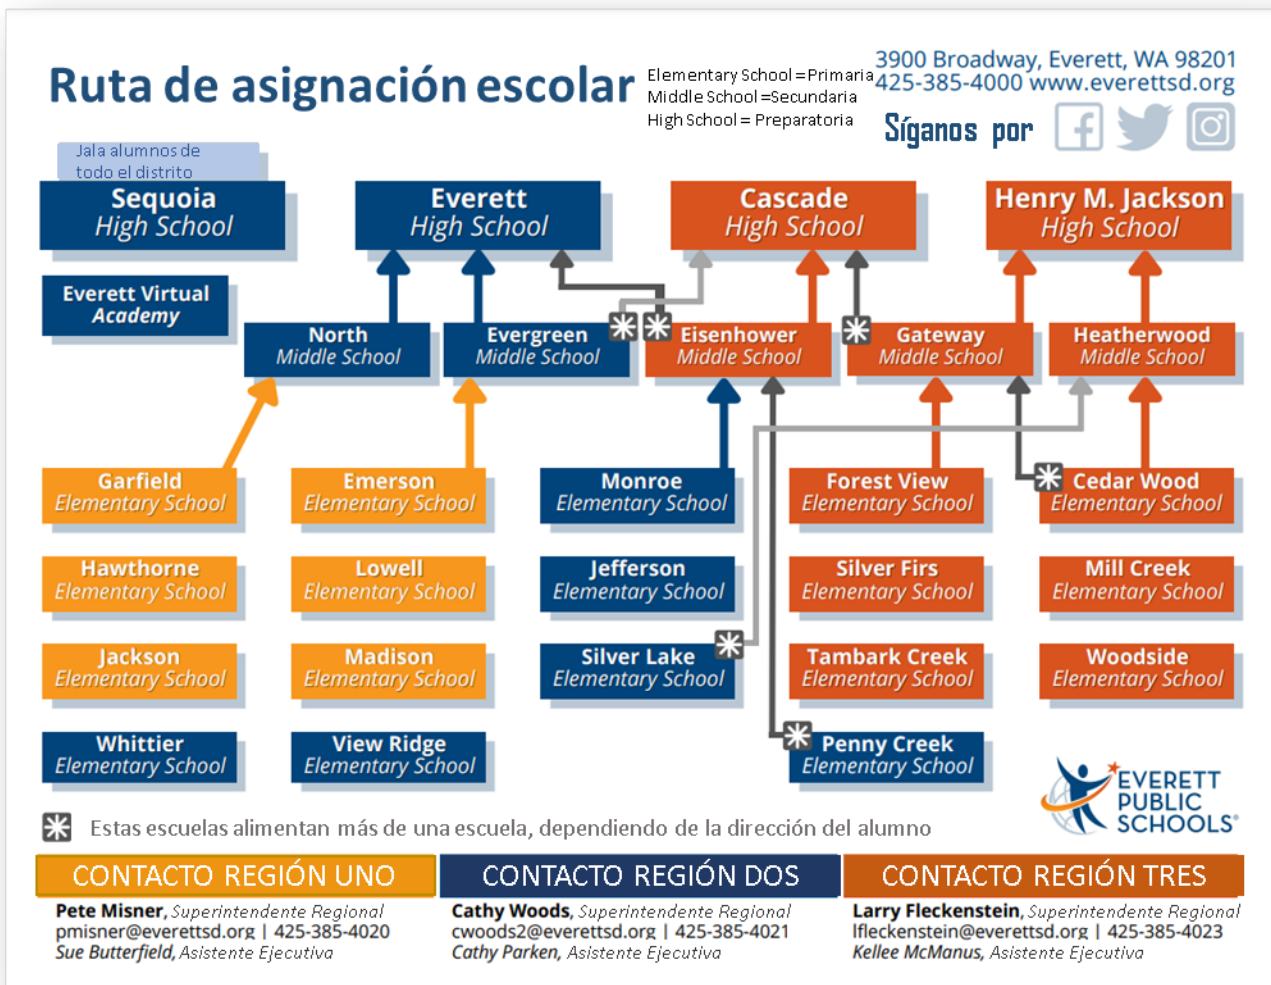 Ruta de asignación escolar
Elementary School = Primaria
Middle School =Secundaria
High School = Preparatoria
3900 Broadway, Everett, WA 98201
425-385-4000 www.everettsd.org
Síganos por
Jala alumnos de
todo el distrito
Sequoia
High School
Everett
High School
Cascade
High School
Henry M. Jackson
High School
Everett Virtual
Academy
North
Middle School
Evergreen
Middle School
Eisenhower
Middle School
Gateway
Middle School
Heatherwood
Middle School
Garfield
Elementary School
Emerson
Elementary School
Monroe
Elementary School
Forest View
Elementary School
Cedar Wood
Elementary School
Hawthorne
Elementary School
Lowell
Elementary School
Jefferson
Elementary School
Silver Firs
Elementary School
Mill Creek
Elementary School
Jackson
Elementary School
Madison
Elementary School
Silver Lake
Elementary School
Tambark Creek
Elementary School
Woodside
Elementary School
Whittier
Elementary School
View Ridge
Elementary School
Penny Creek
Elementary School
EVERETT
PUBLIC
SCHOOLS
Estas escuelas alimentan más de una escuela, dependiendo de la dirección del alumno
CONTACTO REGIÓN UNO
Pete Misner, Superintendente Regional
pmisner@everettsd.org | 425-385-4020
Sue Butterfield, Asistente Ejecutiva
CONTACTO REGIÓN DOS
Cathy Woods, Superintendente Regional
cwoods2@everettsd.org | 425-385-4021
Cathy Parken, Asistente Ejecutiva
CONTACTO REGIÓN TRES
Larry Fleckenstein, Superintendente Regional
lfleckenstein@everettsd.org | 425-385-4023
Kellee McManus, Asistente Ejecutiva